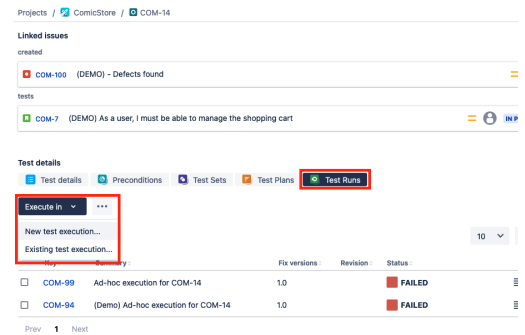 Projects / ComicStore / COM-14
Linked issues
created
COM-100 (DEMO) - Defects found
tests
COM-7 (DEMO) As a user, I must be able to manage the shopping cart IN P
Test details
Test details Preconditions Test Sets Test Plans Test Runs
Execute in ...
New test execution...
10
Existing test execution...
Key Summary Fix versions Revision Status
COM-99 Ad-hoc execution for COM-14 1.0 FAILED
COM-94 (Demo) Ad-hoc execution for COM-14 1.0 FAILED
Prev 1 Next